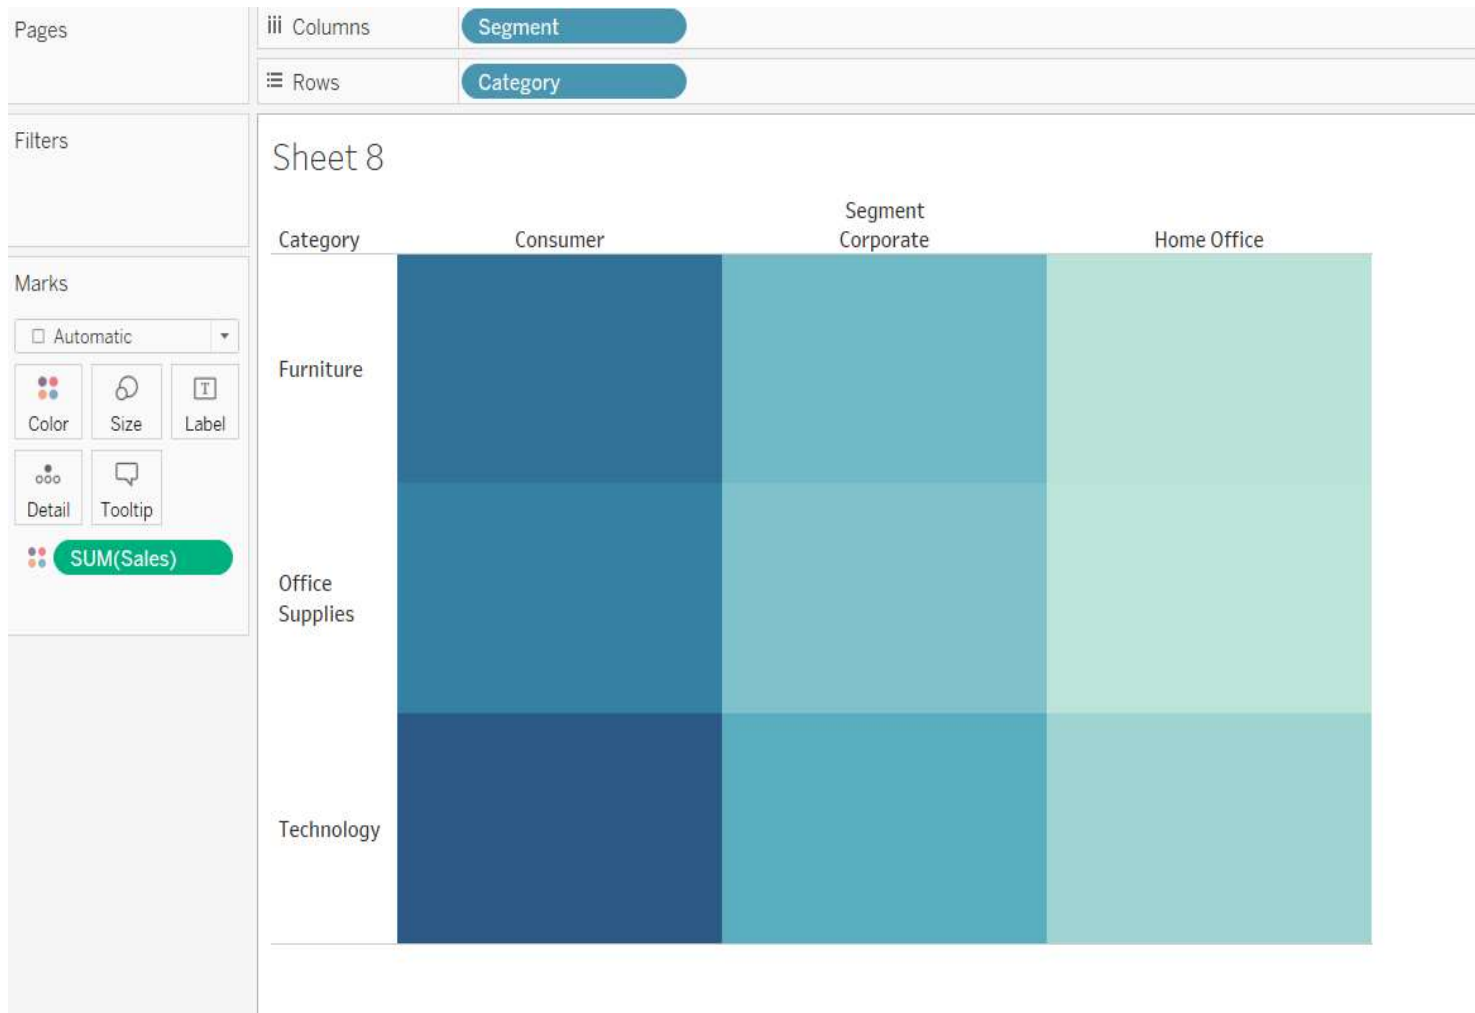 Pages
iii Columns
Segment
Rows
Category
Filters
Sheet 8
Segment
Category
Consumer
Corporate
Home Office
Marks
Automatic
Color
Size
T
Label
Detail
Tooltip
SUM(Sales)
Furniture
Office
Supplies
Technology